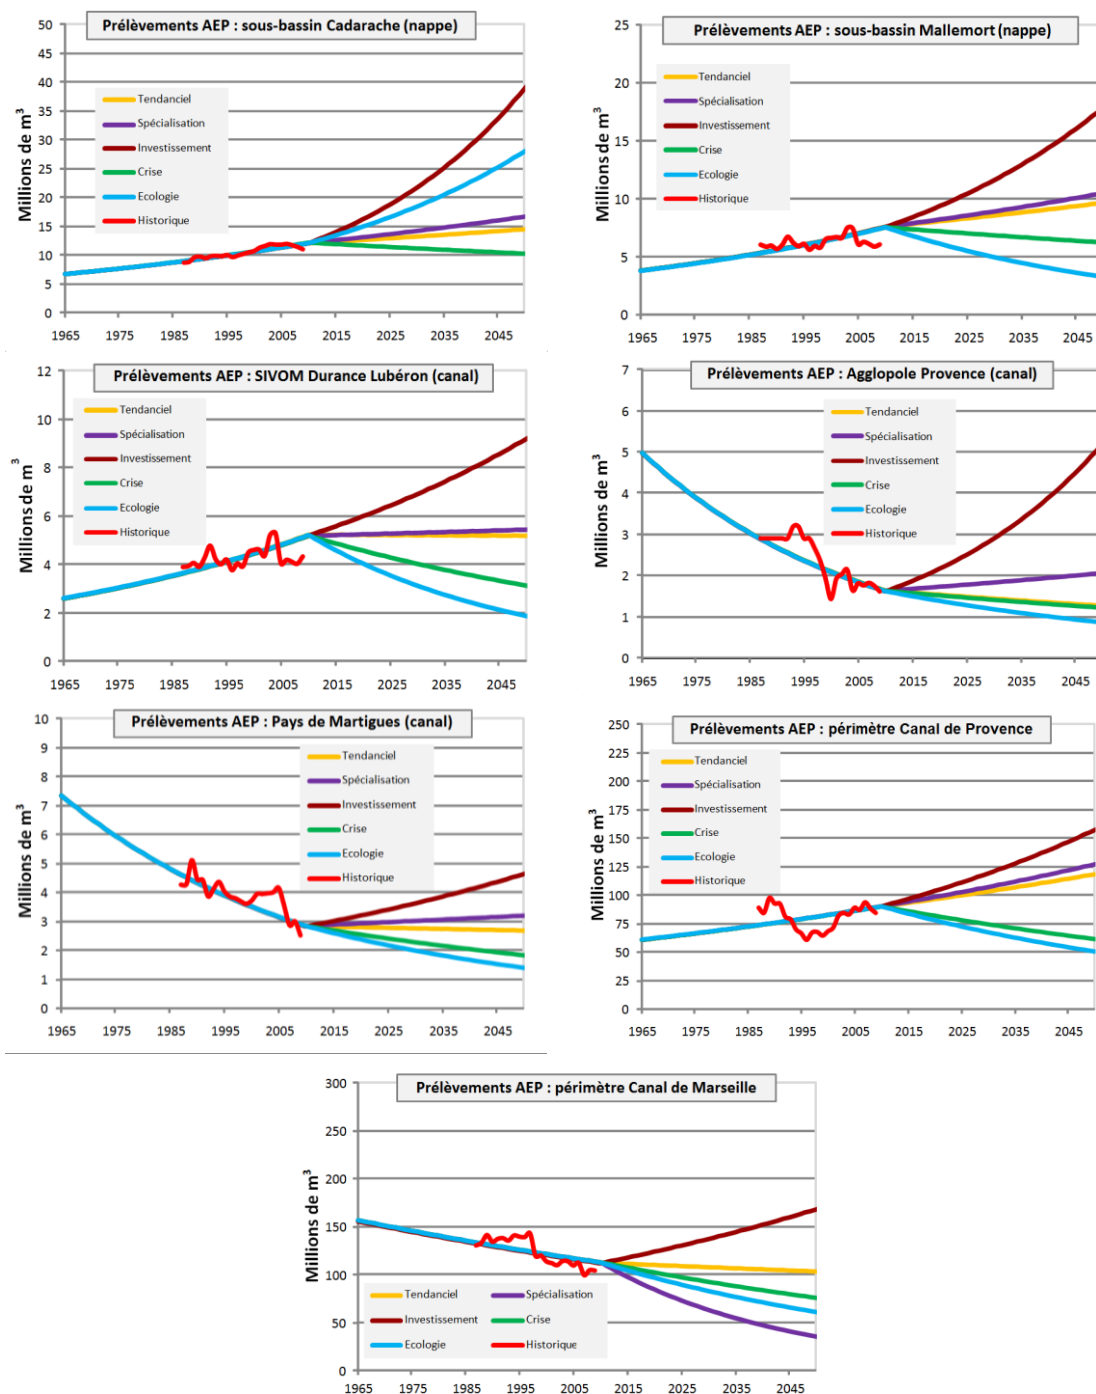 Prélèvements AEP : sous-bassin Cadarache (nappe)
Millions de m³
50
45
40
35
30
25
20
15
10
5
0
Tendanciel
Spécialisation
Investissement
Crise
Ecologie
Historique
1965 1975 1985 1995 2005 2015 2025 2035 2045
Prélèvements AEP : sous-bassin Mallemort (nappe)
Millions de m³
25
20
15
10
5
0
Tendanciel
Spécialisation
Investissement
Crise
Ecologie
Historique
1965 1975 1985 1995 2005 2015 2025 2035 2045
Prélèvements AEP : SIVOM Durance Lubéron (canal)
Millions de m³
12
10
8
6
4
2
0
Tendanciel
Spécialisation
Investissement
Crise
Ecologie
Historique
1965 1975 1985 1995 2005 2015 2025 2035 2045
Prélèvements AEP : Agglopole Provence (canal)
Millions de m³
7
6
5
4
3
2
1
0
Tendanciel
Spécialisation
Investissement
Crise
Ecologie
Historique
1965 1975 1985 1995 2005 2015 2025 2035 2045
Prélèvements AEP : Pays de Martigues (canal)
Millions de m³
10
9
8
7
6
5
4
3
2
1
0
Tendanciel
Spécialisation
Investissement
Crise
Ecologie
Historique
1965 1975 1985 1995 2005 2015 2025 2035 2045
Prélèvements AEP : périmètre Canal de Provence
Millions de m³
250
225
200
175
150
125
100
75
50
25
0
Tendanciel
Spécialisation
Investissement
Crise
Ecologie
Historique
1965 1975 1985 1995 2005 2015 2025 2035 2045
Prélèvements AEP : périmètre Canal de Marseille
Millions de m³
300
250
200
150
100
50
0
Tendanciel Spécialisation
Investissement Crise
Ecologie Historique
1965 1975 1985 1995 2005 2015 2025 2035 2045